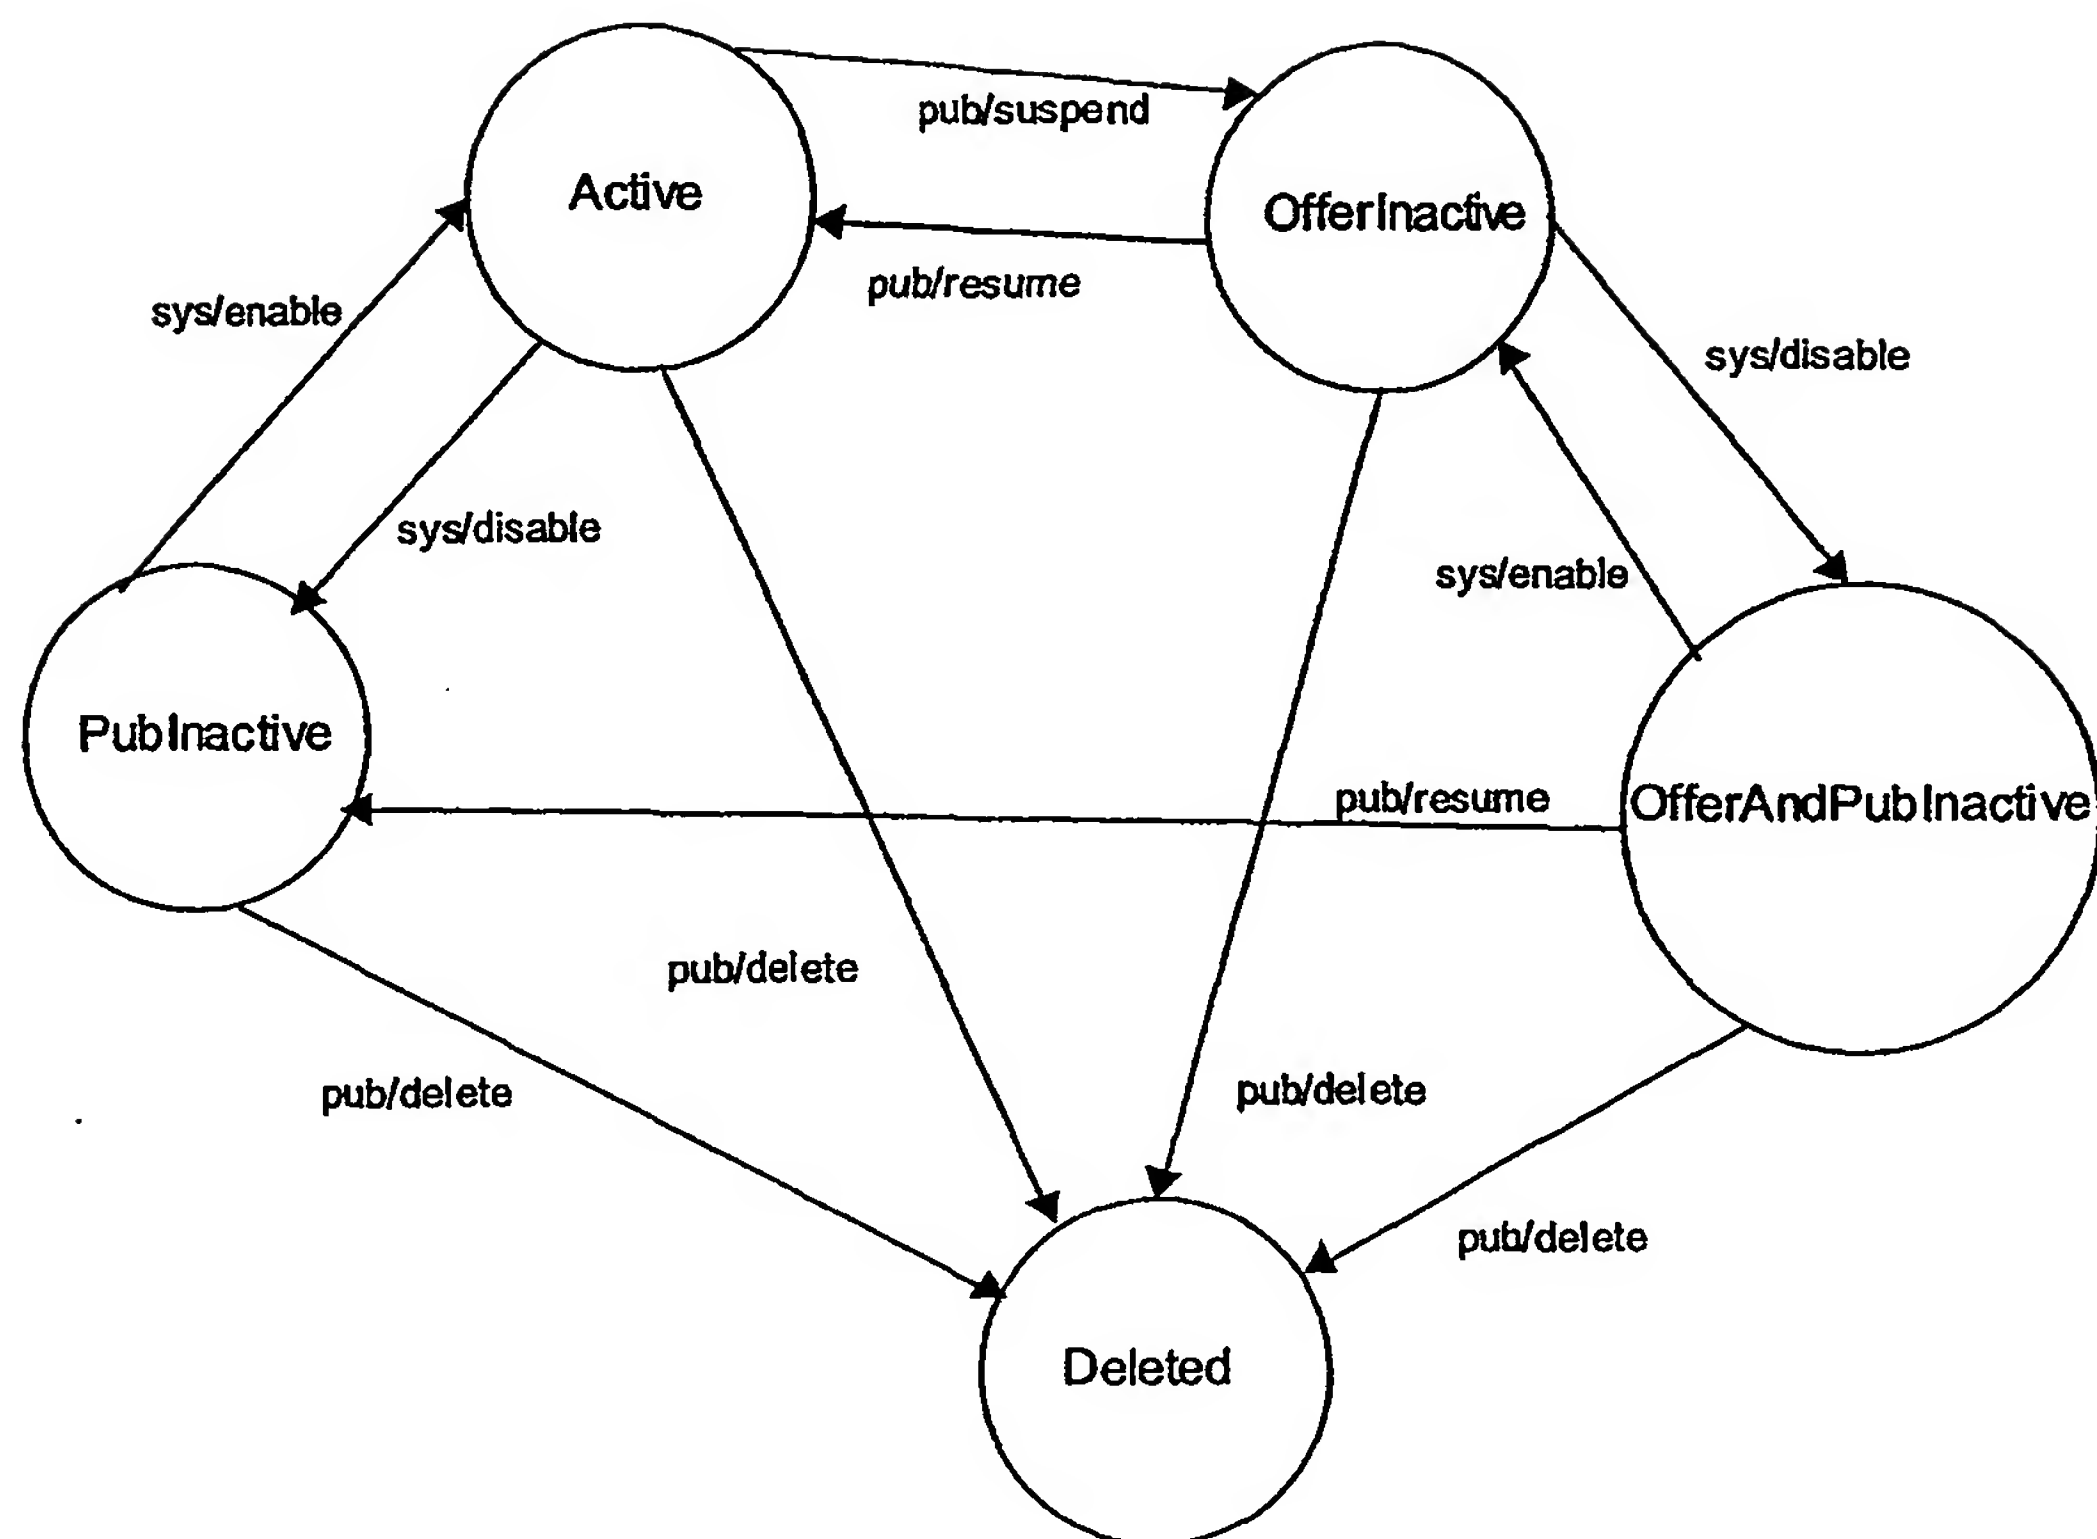 pub/suspend
Active
OfferInactive
pub/resume
sys/enable
sys/disable
sys/disable
sys/enable
PubInactive
pub/resume
OfferAndPubInactive
pub/delete
pub/delete
pub/delete
pub/delete
Deleted